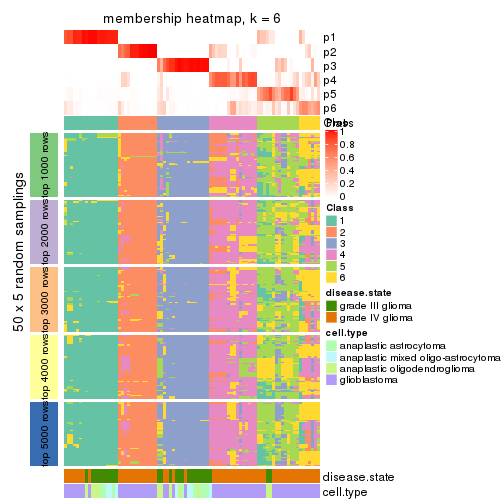 membership heatmap, k = 6
p1
p2
p3
p4
p5
p6
Class
Prob
1
0.8
0.6
0.4
0.2
0
Class
1
2
3
4
5
6
disease.state
grade III glioma
grade IV glioma
cell.type
anaplastic astrocytoma
anaplastic mixed oligo-astrocytoma
anaplastic oligodendroglioma
glioblastoma
50 x 5 random samplings
top 1000 rows
top 2000 rows
top 3000 rows
top 4000 rows
top 5000 rows
disease.state
cell.type